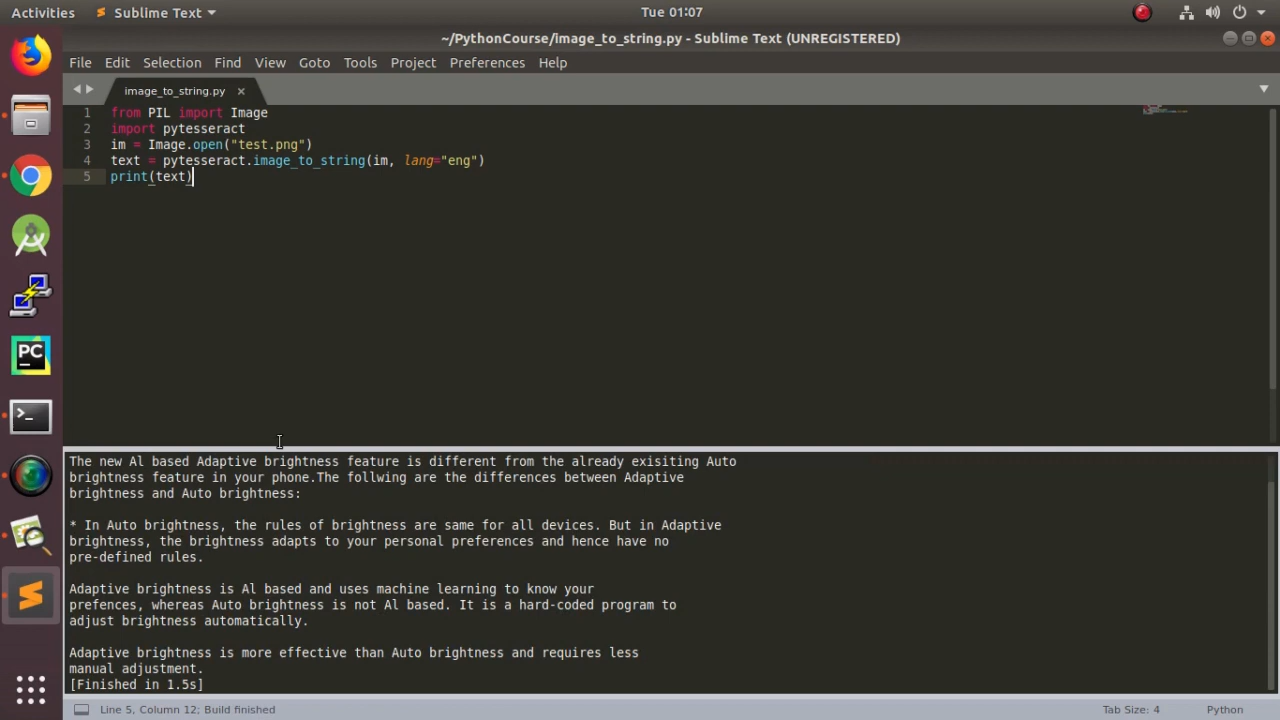 Activities Sublime Text Tue 01:07
~/PythonCourse/image_to_string.py - Sublime Text (UNREGISTERED)
File Edit Selection Find View Goto Tools Project Preferences Help
image_to_string.py
1 from PIL import Image
2 import pytesseract
3 im = Image.open("test.png")
4 text = pytesseract.image_to_string(im, lang="eng")
5 print(text)
PC
>_
The new Al based Adaptive brightness feature is different from the already exisiting Auto
brightness feature in your phone.The follwing are the differences between Adaptive
brightness and Auto brightness:
* In Auto brightness, the rules of brightness are same for all devices. But in Adaptive
brightness, the brightness adapts to your personal preferences and hence have no
pre-defined rules.
Adaptive brightness is Al based and uses machine learning to know your
prefences, whereas Auto brightness is not Al based. It is a hard-coded program to
adjust brightness automatically.
Adaptive brightness is more effective than Auto brightness and requires less
manual adjustment.
[Finished in 1.5s]
Line 5, Column 12; Build finished Tab Size: 4 Python